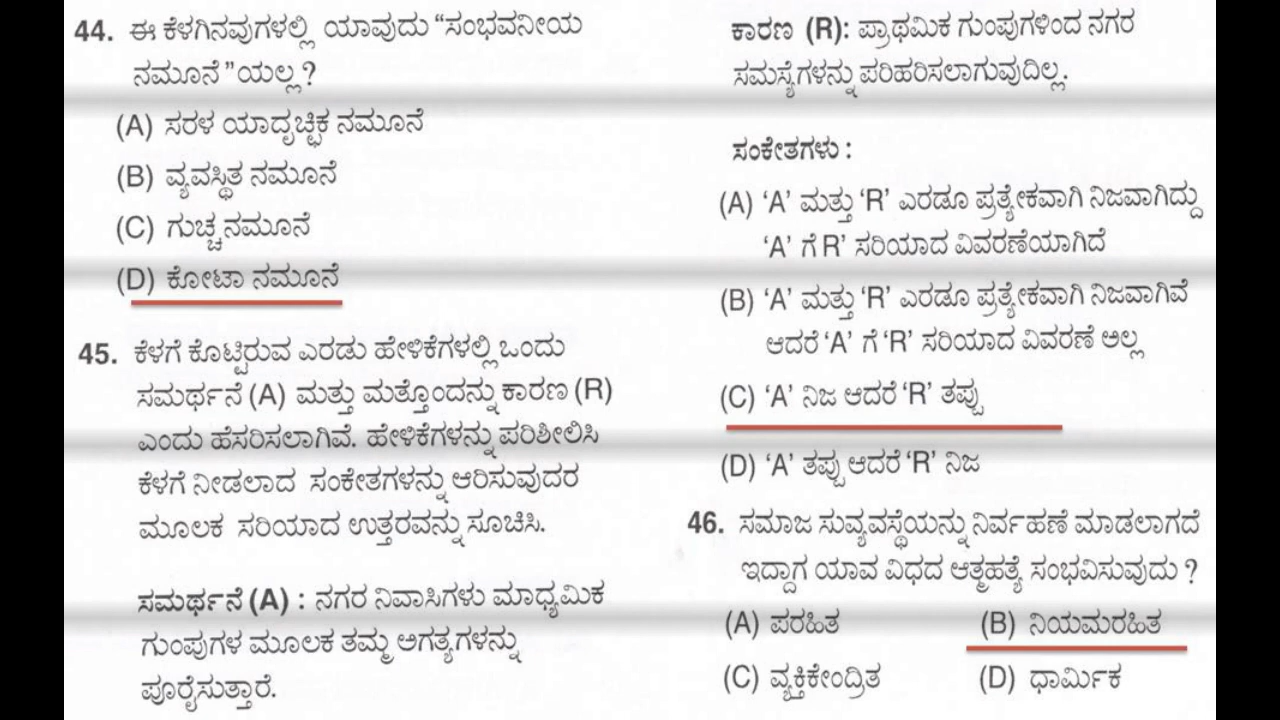 44. ಈ ಕೆಳಗಿನವುಗಳಲ್ಲಿ ಯಾವುದು “ಸಂಭವನೀಯ
ನಮೂನೆ”ಯಲ್ಲ?
(A) ಸರಳ ಯಾದೃಚ್ಛಿಕ ನಮೂನೆ
(B) ವ್ಯವಸ್ಥಿತ ನಮೂನೆ
(C) ಗುಚ್ಚ ನಮೂನೆ
(D) ಕೋಟಾ ನಮೂನೆ
45. ಕೆಳಗೆ ಕೊಟ್ಟಿರುವ ಎರಡು ಹೇಳಿಕೆಗಳಲ್ಲಿ ಒಂದು
ಸಮರ್ಥನೆ (A) ಮತ್ತು ಮತ್ತೊಂದನ್ನು ಕಾರಣ (R)
ಎಂದು ಹೆಸರಿಸಲಾಗಿವೆ. ಹೇಳಿಕೆಗಳನ್ನು ಪರಿಶೀಲಿಸಿ
ಕೆಳಗೆ ನೀಡಲಾದ ಸಂಕೇತಗಳನ್ನು ಆರಿಸುವುದರ
ಮೂಲಕ ಸರಿಯಾದ ಉತ್ತರವನ್ನು ಸೂಚಿಸಿ.
ಸಮರ್ಥನೆ (A) : ನಗರ ನಿವಾಸಿಗಳು ಮಾಧ್ಯಮಿಕ
ಗುಂಪುಗಳ ಮೂಲಕ ತಮ್ಮ ಅಗತ್ಯಗಳನ್ನು
ಪೂರೈಸುತ್ತಾರೆ.
ಕಾರಣ (R): ಪ್ರಾಥಮಿಕ ಗುಂಪುಗಳಿಂದ ನಗರ
ಸಮಸ್ಯೆಗಳನ್ನು ಪರಿಹರಿಸಲಾಗುವುದಿಲ್ಲ.
ಸಂಕೇತಗಳು :
(A) ‘A’ ಮತ್ತು ‘R’ ಎರಡೂ ಪ್ರತ್ಯೇಕವಾಗಿ ನಿಜವಾಗಿದ್ದು
‘A’ ಗೆ R’ ಸರಿಯಾದ ವಿವರಣೆಯಾಗಿದೆ
(B) ‘A’ ಮತ್ತು ‘R’ ಎರಡೂ ಪ್ರತ್ಯೇಕವಾಗಿ ನಿಜವಾಗಿವೆ
ಆದರೆ ‘A’ ಗೆ ‘R’ ಸರಿಯಾದ ವಿವರಣೆ ಅಲ್ಲ
(C) ‘A’ ನಿಜ ಆದರೆ ‘R’ ತಪ್ಪು
(D) ‘A’ ತಪ್ಪು ಆದರೆ ‘R’ ನಿಜ
46. ಸಮಾಜ ಸುವ್ಯವಸ್ಥೆಯನ್ನು ನಿರ್ವಹಣೆ ಮಾಡಲಾಗದೆ
ಇದ್ದಾಗ ಯಾವ ವಿಧದ ಆತ್ಮಹತ್ಯೆ ಸಂಭವಿಸುವುದು ?
(A) ಪರಹಿತ (B) ನಿಯಮರಹಿತ
(C) ವ್ಯಕ್ತಿಕೇಂದ್ರಿತ (D) ಧಾರ್ಮಿಕ